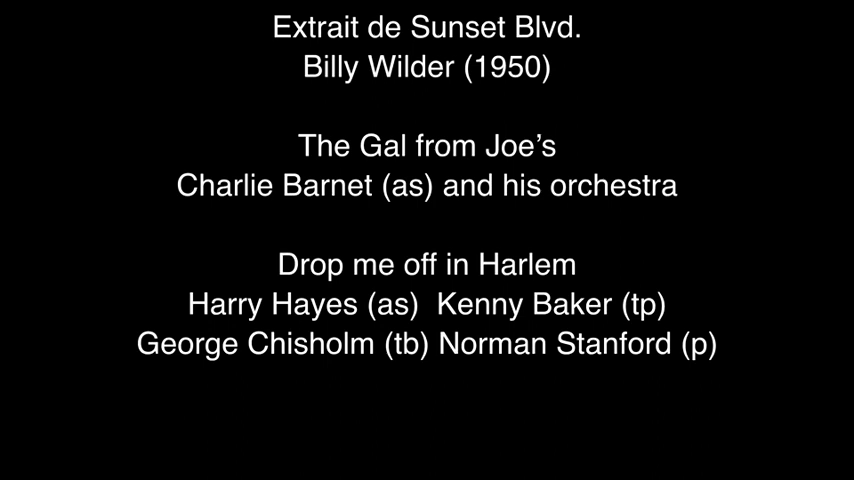 Extrait de Sunset Blvd.
Billy Wilder (1950)
The Gal from Joe’s
Charlie Barnet (as) and his orchestra
Drop me off in Harlem
Harry Hayes (as)  Kenny Baker (tp)
George Chisholm (tb) Norman Stanford (p)